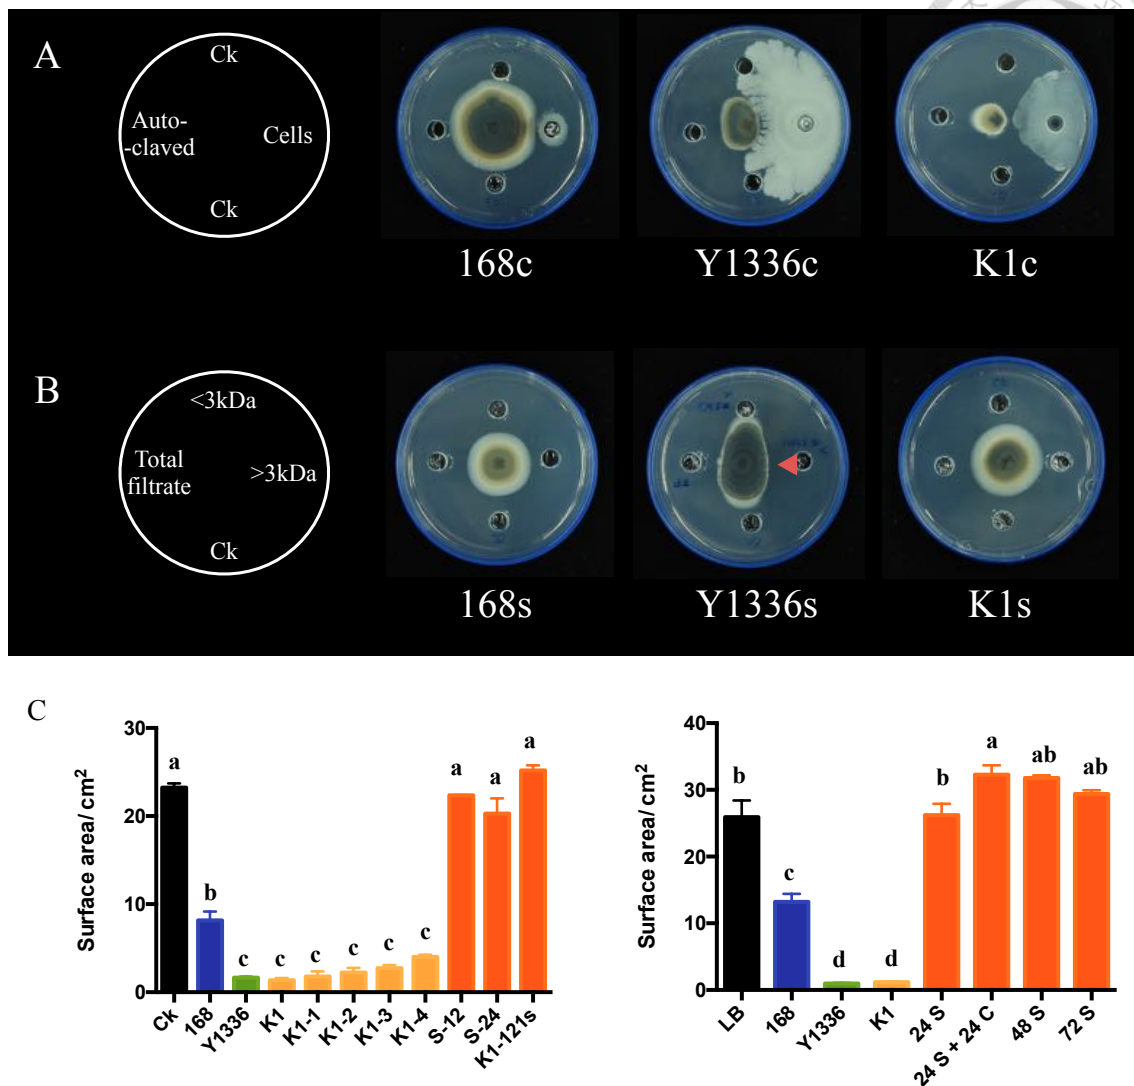 A
Ck
Auto-
-claved
Cells
Ck
168c
Y1336c
K1c
B
<3kDa
Total
filtrate
>3kDa
Ck
168s
Y1336s
K1s
C
Surface area/ cm²
30
20
10
0
a
b
c
c
c
c
c
c
a
a
a
Ck
168
Y1336
K1
K1-1
K1-2
K1-3
K1-4
S-12
S-24
K1-121s
Surface area/ cm²
40
30
20
10
0
b
c
d
d
b
a
ab
ab
LB
168
Y1336
K1
24 S
24 S + 24 C
48 S
72 S